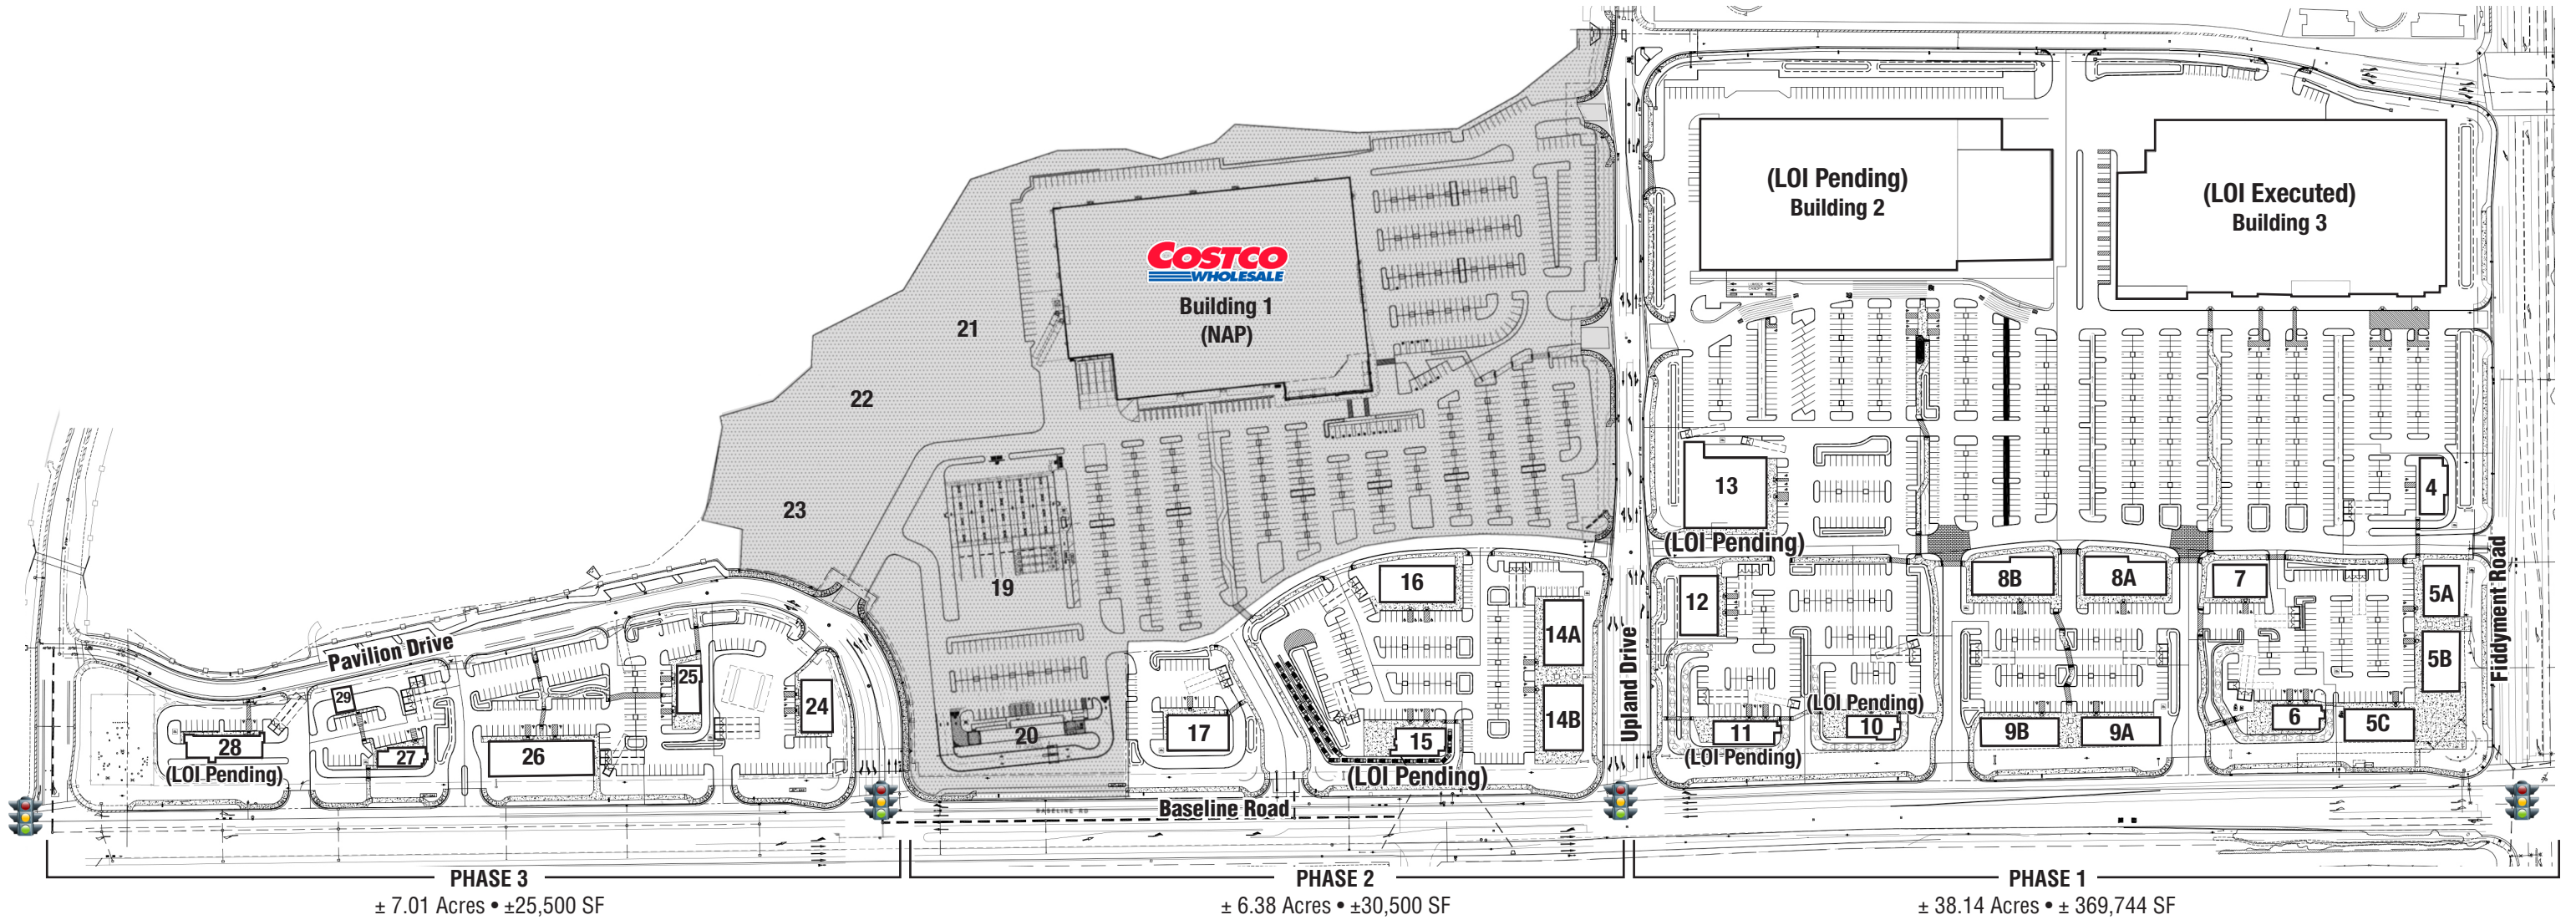 (LOI Pending)
Building 2
(LOI Executed)
Building 3
COSTCO
WHOLESALE
Building 1
(NAP)
21
22
23
19
20
13
(LOI Pending)
4
16
14A
14B
15
(LOI Pending)
17
12
11
(LOI Pending)
(LOI Pending)
10
8B
8A
7
5A
5B
9B
9A
6
5C
Fiddyment Road
Upland Drive
Pavilion Drive
29
25
24
28
(LOI Pending)
27
26
Baseline Road
BASELINE RD
PHASE 3
± 7.01 Acres • ±25,500 SF
PHASE 2
± 6.38 Acres • ±30,500 SF
PHASE 1
± 38.14 Acres • ± 369,744 SF